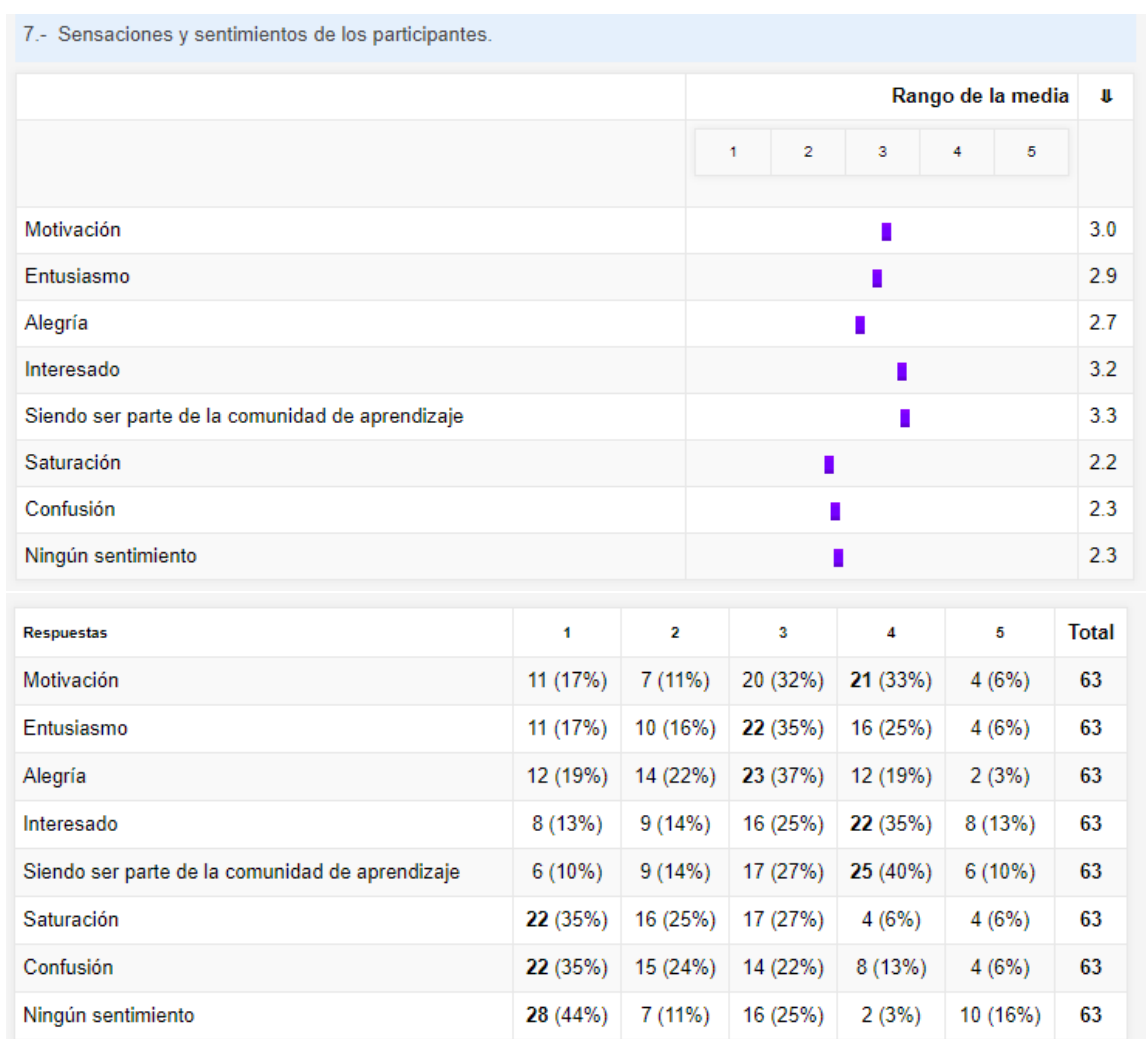 7.- Sensaciones y sentimientos de los participantes.
Rango de la media ⇓
1 2 3 4 5
Motivación 3.0
Entusiasmo 2.9
Alegría 2.7
Interesado 3.2
Siendo ser parte de la comunidad de aprendizaje 3.3
Saturación 2.2
Confusión 2.3
Ningún sentimiento 2.3
Respuestas 1 2 3 4 5 Total
Motivación 11 (17%) 7 (11%) 20 (32%) 21 (33%) 4 (6%) 63
Entusiasmo 11 (17%) 10 (16%) 22 (35%) 16 (25%) 4 (6%) 63
Alegría 12 (19%) 14 (22%) 23 (37%) 12 (19%) 2 (3%) 63
Interesado 8 (13%) 9 (14%) 16 (25%) 22 (35%) 8 (13%) 63
Siendo ser parte de la comunidad de aprendizaje 6 (10%) 9 (14%) 17 (27%) 25 (40%) 6 (10%) 63
Saturación 22 (35%) 16 (25%) 17 (27%) 4 (6%) 4 (6%) 63
Confusión 22 (35%) 15 (24%) 14 (22%) 8 (13%) 4 (6%) 63
Ningún sentimiento 28 (44%) 7 (11%) 16 (25%) 2 (3%) 10 (16%) 63